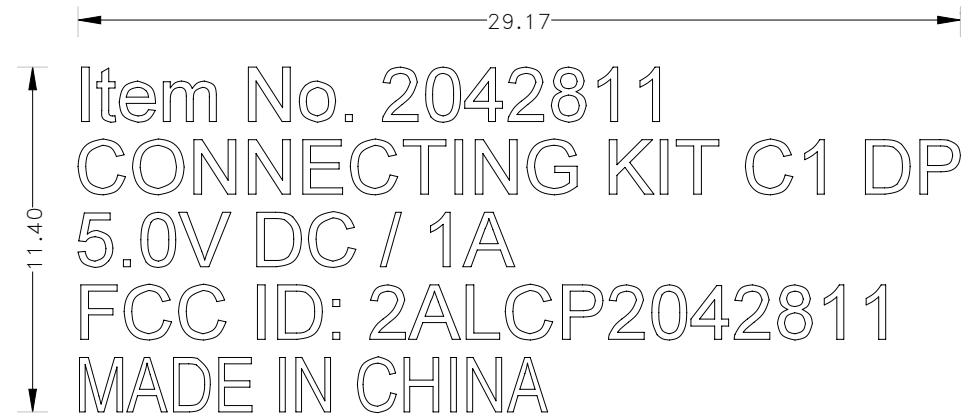 29.17
11.40
Item No. 2042811
CONNECTING KIT C1 DP
5.0V DC / 1A
FCC ID: 2ALCP2042811
MADE IN CHINA